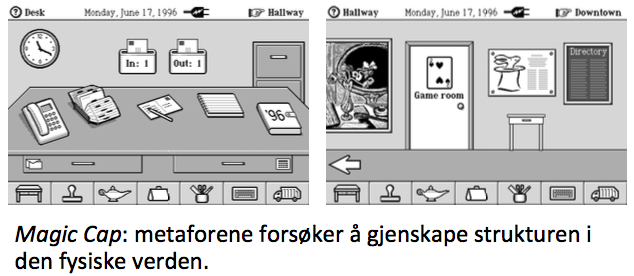 ? Desk Monday, June 17, 1996 Hallway
In: 1 Out: 1
'96
? Hallway Monday, June 17, 1996 Downtown
Directory
Game room
Magic Cap: metaforene forsøker å gjenskape strukturen i
den fysiske verden.